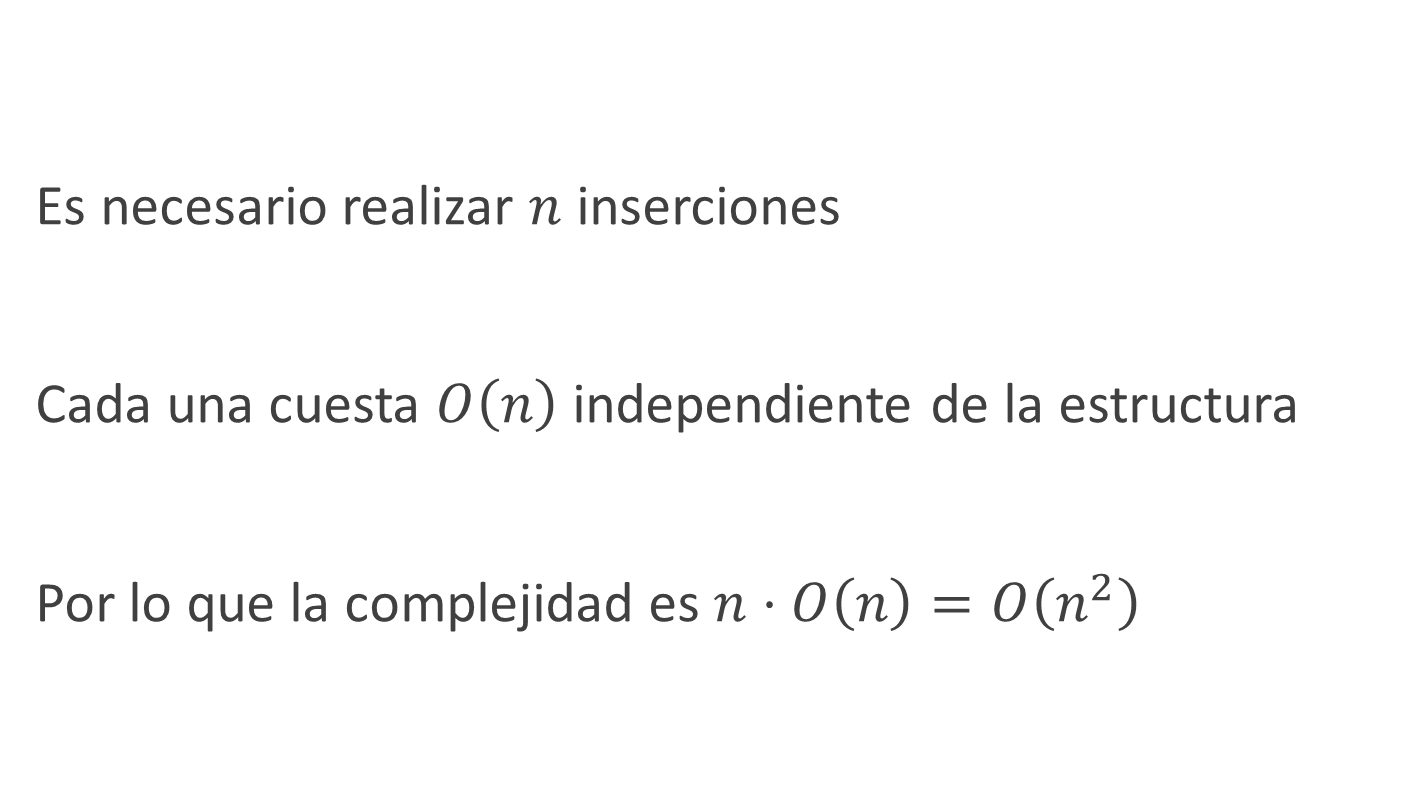 Es necesario realizar 𝑛 inserciones
Cada una cuesta 𝑂(𝑛) independiente de la estructura
Por lo que la complejidad es 𝑛 · 𝑂(𝑛) = 𝑂(𝑛²)